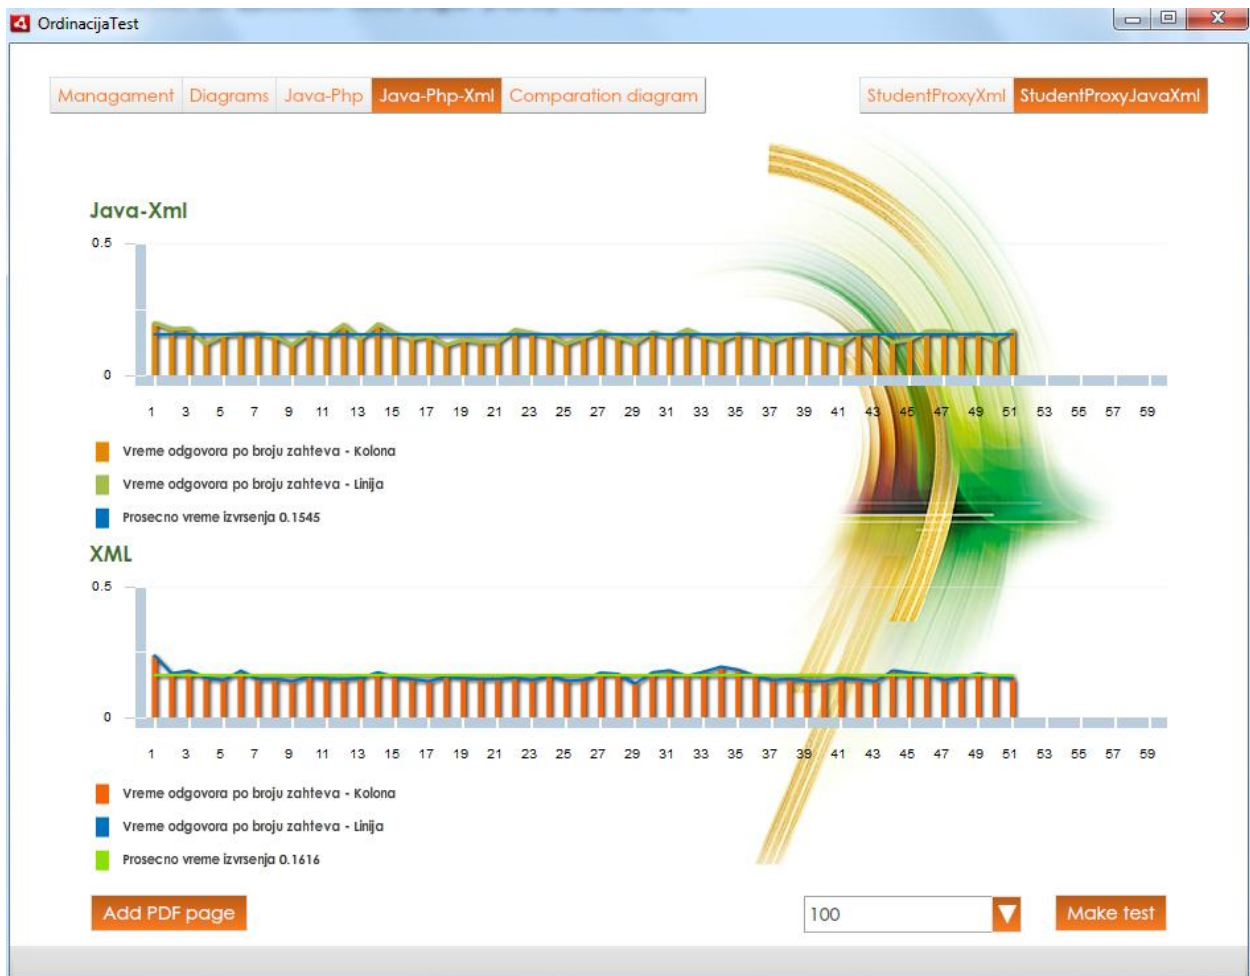 OrdinacijaTest
Managament Diagrams Java-Php Java-Php-Xml Comparation diagram StudentProxyXml StudentProxyJavaXml
Java-Xml
0.5
0
1 3 5 7 9 11 13 15 17 19 21 23 25 27 29 31 33 35 37 39 41 43 45 47 49 51 53 55 57 59
Vreme odgovora po broju zahteva - Kolona
Vreme odgovora po broju zahteva - Linija
Prosecno vreme izvrsenja 0.1545
XML
0.5
0
1 3 5 7 9 11 13 15 17 19 21 23 25 27 29 31 33 35 37 39 41 43 45 47 49 51 53 55 57 59
Vreme odgovora po broju zahteva - Kolona
Vreme odgovora po broju zahteva - Linija
Prosecno vreme izvrsenja 0.1616
Add PDF page 100 Make test